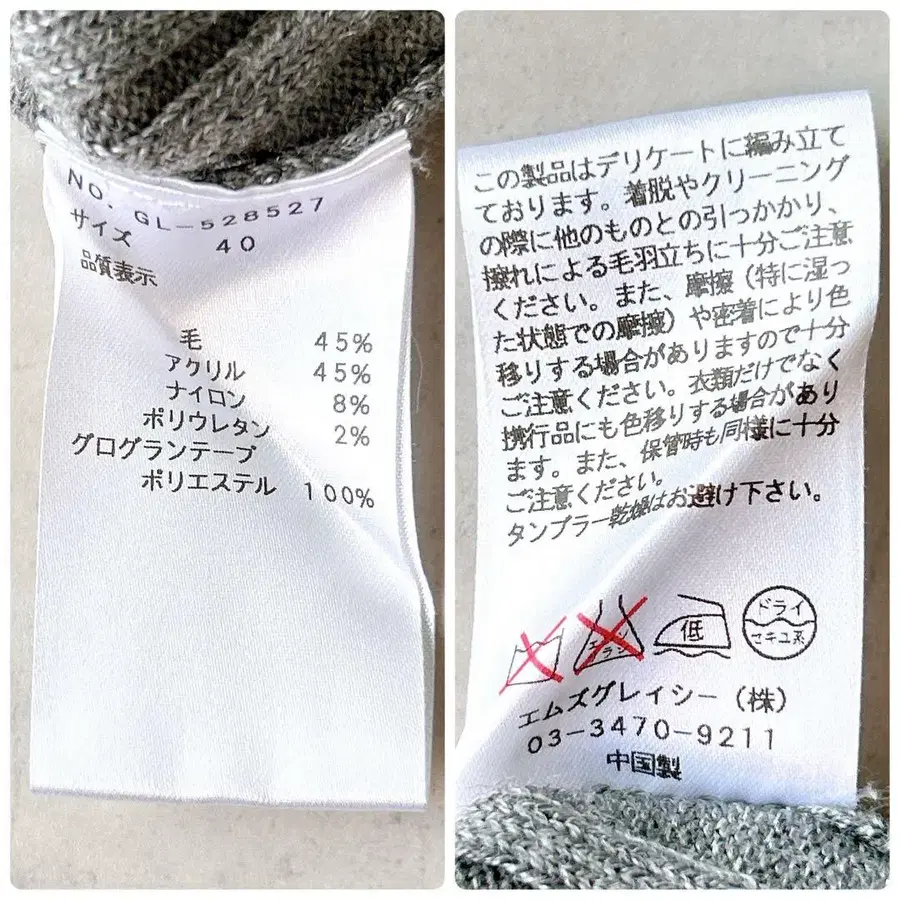 NO. GL-528527
サイズ 40
品質表示
毛 45%
アクリル 45%
ナイロン 8%
ポリウレタン 2%
グログランテープ
ポリエステル 100%
この製品はデリケートに編み立て
ております。着脱やクリーニング
の際に他のものとの引っかかり、
擦れによる毛羽立ちに十分ご注意
ください。また、摩擦（特に湿っ
た状態での摩擦）や密着により色
移りする場合がありますので十分
ご注意ください。衣類だけでなく
携行品にも色移りする場合があり
ます。また、保管時も同様に十分
ご注意ください。
タンブラー乾燥はお避け下さい。
エンソ
サラシ
低
ドライ
セキユ系
エムズグレイシー（株）
03-3470-9211
中国製